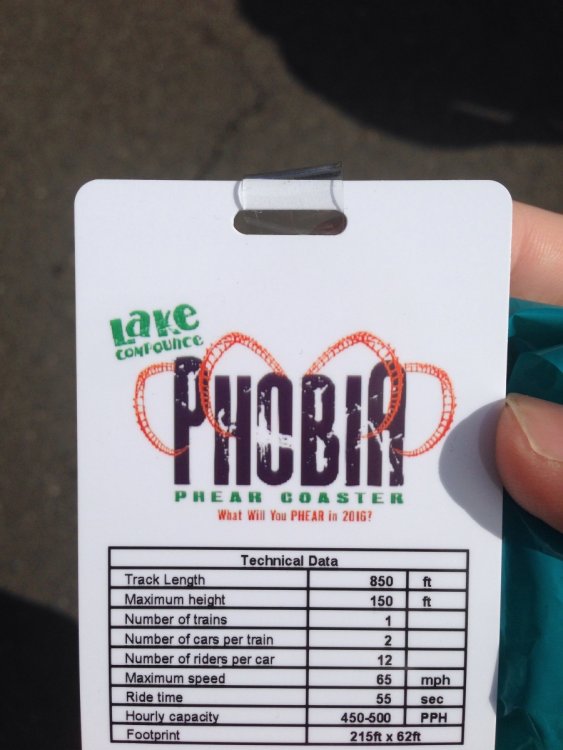 Lake
COMPOUNCE
PHOBIA
PHEAR COASTER
What Will You PHEAR in 2016?
Technical Data
Track Length 850 ft
Maximum height 150 ft
Number of trains 1
Number of cars per train 2
Number of riders per car 12
Maximum speed 65 mph
Ride time 55 sec
Hourly capacity 450-500 PPH
Footprint 215ft x 62ft